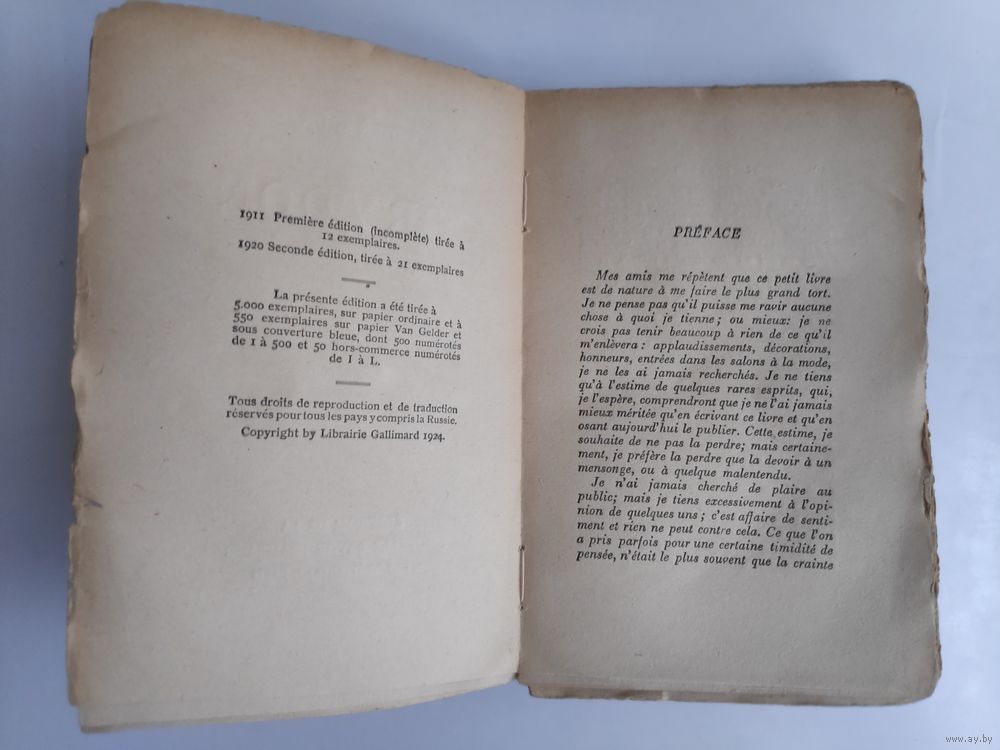 1911 Première édition (incomplète) tirée à
12 exemplaires.
1920 Seconde édition, tirée à 21 exemplaires
La présente édition a été tirée à
5.000 exemplaires, sur papier ordinaire et à
550 exemplaires sur papier Van Gelder et
sous couverture bleue, dont 500 numérotés
de 1 à 500 et 50 hors-commerce numérotés
de I à L.
Tous droits de reproduction et de traduction
réservés pour tous les pays y compris la Russie.
Copyright by Librairie Gallimard 1924.
PRÉFACE
Mes amis me répètent que ce petit livre
est de nature à me faire le plus grand tort.
Je ne pense pas qu'il puisse me ravir aucune
chose à quoi je tienne; ou mieux: je ne
crois pas tenir beaucoup à rien de ce qu'il
m'enlèvera : applaudissements, décorations,
honneurs, entrées dans les salons à la mode,
je ne les ai jamais recherchés. Je ne tiens
qu'à l'estime de quelques rares esprits, qui,
je l'espère, comprendront que je ne l'ai jamais
mieux méritée qu'en écrivant ce livre et qu'en
osant aujourd'hui le publier. Cette estime, je
souhaite de ne pas la perdre; mais certaine-
ment, je préfère la perdre que la devoir à un
mensonge, ou à quelque malentendu.
Je n'ai jamais cherché de plaire au
public; mais je tiens excessivement à l'opi-
nion de quelques uns ; c'est affaire de senti-
ment et rien ne peut contre cela. Ce que l'on
a pris parfois pour une certaine timidité de
pensée, n'était le plus souvent que la crainte
www.ay.by